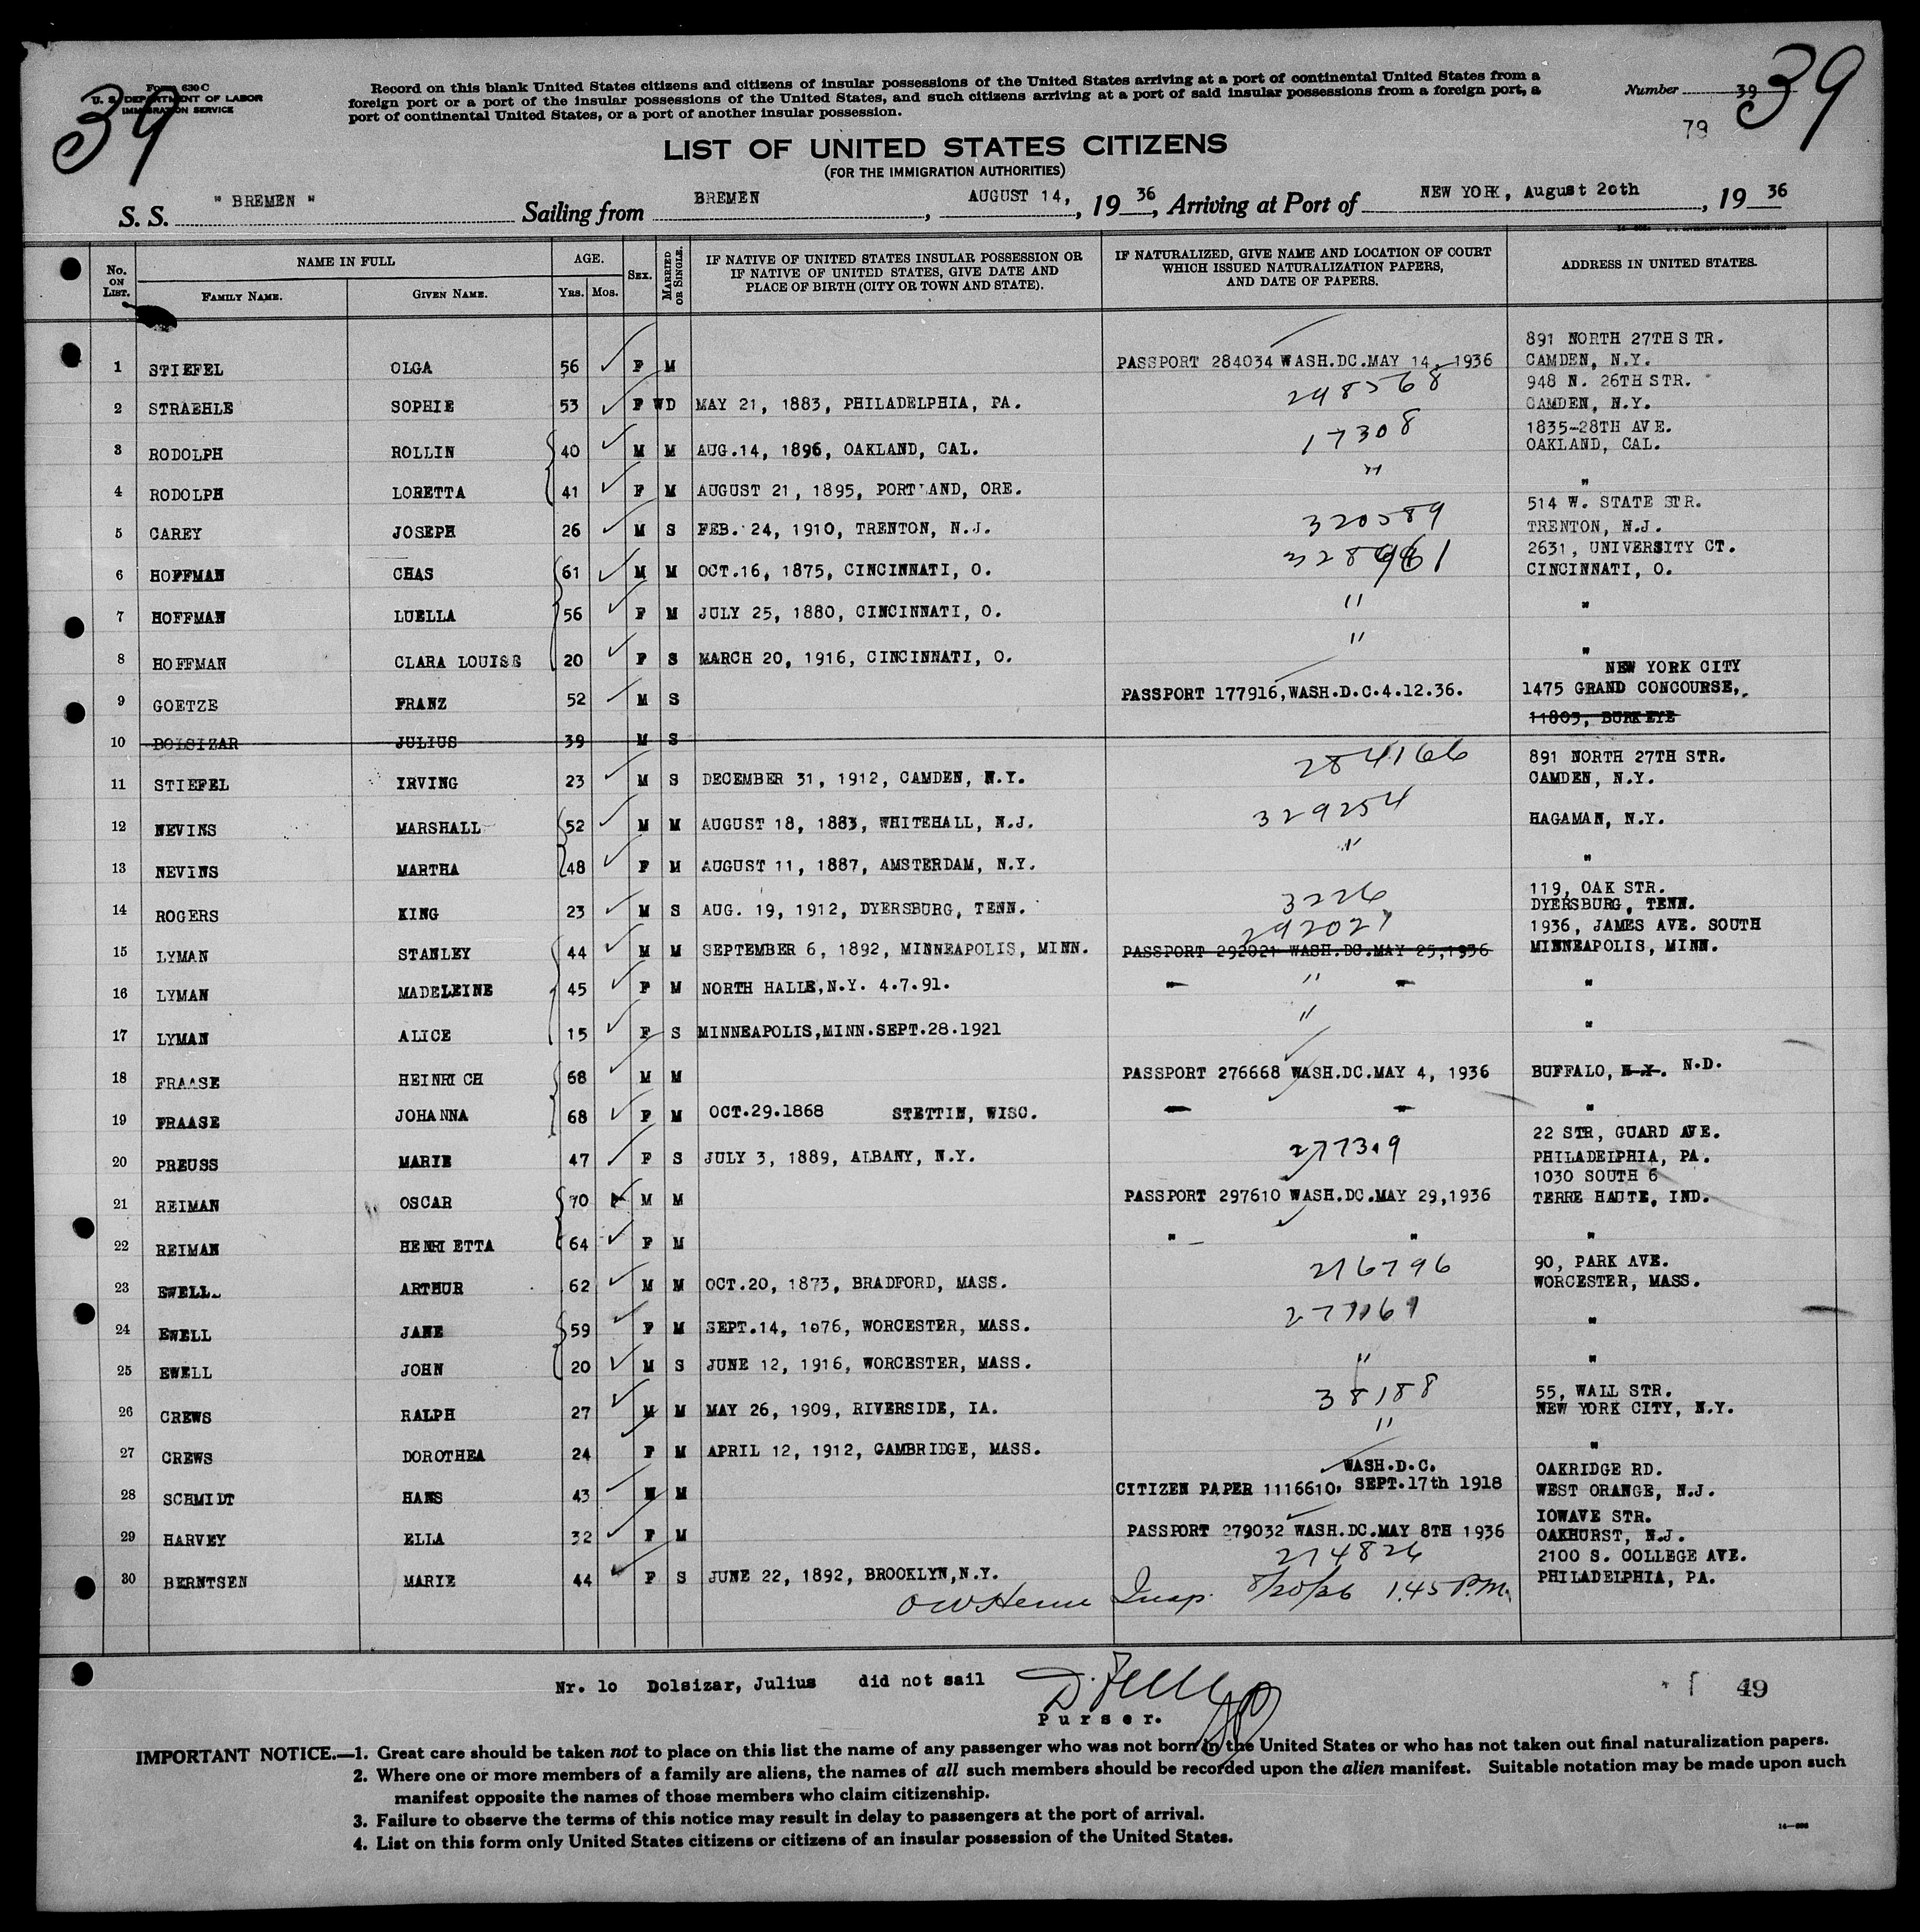 39
Form 630 C
U. S. DEPARTMENT OF LABOR
IMMIGRATION SERVICE
Record on this blank United States citizens and citizens of insular possessions of the United States arriving at a port of continental United States from a
foreign port or a port of the insular possessions of the United States, and such citizens arriving at a port of said insular possessions from a foreign port, a
port of continental United States, or a port of another insular possession.
Number 39
39
79
LIST OF UNITED STATES CITIZENS
(FOR THE IMMIGRATION AUTHORITIES)
S. S. " BREMEN " Sailing from BREMEN, AUGUST 14, 1936, Arriving at Port of NEW YORK, August 20th, 1936
No. ON LIST. NAME IN FULL AGE. SEX. MARRIED OR SINGLE. IF NATIVE OF UNITED STATES INSULAR POSSESSION OR IF NATIVE OF UNITED STATES, GIVE DATE AND PLACE OF BIRTH (CITY OR TOWN AND STATE). IF NATURALIZED, GIVE NAME AND LOCATION OF COURT WHICH ISSUED NATURALIZATION PAPERS, AND DATE OF PAPERS. ADDRESS IN UNITED STATES.
FAMILY NAME. GIVEN NAME. YRS. MOS.
891 NORTH 27TH STR.
1 STIEFEL OLGA 56 F M PASSPORT 284034 WASH.DC.MAY 14, 1936 CAMDEN, N.Y.
248568 948 N. 26TH STR.
2 STRAEHLE SOPHIE 53 F WD MAY 21, 1883, PHILADELPHIA, PA. CAMDEN, N.Y.
17308 1835-28TH AVE.
3 RODOLPH ROLLIN 40 M M AUG.14, 1896, OAKLAND, CAL. OAKLAND, CAL.
4 RODOLPH LORETTA 41 F M AUGUST 21, 1895, PORT AND, ORE. " "
514 W. STATE STR.
5 CAREY JOSEPH 26 M S FEB. 24, 1910, TRENTON, N.J. 320589 TRENTON, N.J.
2631, UNIVERSITY CT.
6 HOFFMAN CHAS 61 M M OCT.16, 1875, CINCINNATI, O. CINCINNATI, O.
7 HOFFMAN LUELLA 56 F M JULY 25, 1880, CINCINNATI, O. " "
8 HOFFMAN CLARA LOUISE 20 F S MARCH 20, 1916, CINCINNATI, O. " "
NEW YORK CITY
9 GOETZE FRANZ 52 M S PASSPORT 177916, WASH.D.C.4.12.36. 1475 GRAND CONCOURSE,
11803, BURKEYE
10 DOLSIZAR JULIUS 39 M S
284166 891 NORTH 27TH STR.
11 STIEFEL IRVING 23 M S DECEMBER 31, 1912, CAMDEN, N.Y. CAMDEN, N.Y.
12 NEVINS MARSHALL 52 M M AUGUST 18, 1883, WHITEHALL, N.J. 329254 HAGAMAN, N.Y.
13 NEVINS MARTHA 48 F M AUGUST 11, 1887, AMSTERDAM, N.Y. " "
3226 119, OAK STR.
14 ROGERS KING 23 M S AUG. 19, 1912, DYERSBURG, TENN. DYERSBURG, TENN.
292021 1936, JAMES AVE. SOUTH
15 LYMAN STANLEY 44 M M SEPTEMBER 6, 1892, MINNEAPOLIS, MINN. PASSPORT 292021 WASH.DC.MAY 25,1936 MINNEAPOLIS, MINN.
16 LYMAN MADELEINE 45 F M NORTH HALLE,N.Y. 4.7.91. " " " "
17 LYMAN ALICE 15 F S MINNEAPOLIS,MINN.SEPT.28.1921 " "
18 FRAASE HEINRICH 68 M M PASSPORT 276668 WASH.DC.MAY 4, 1936 BUFFALO, N.Y. N.D.
19 FRAASE JOHANNA 68 F M OCT.29.1868 STETTIN, WISC. " " "
22 STR, GUARD AVE.
20 PREUSS MARIE 47 F S JULY 3, 1889, ALBANY, N.Y. 277309 PHILADELPHIA, PA.
1030 SOUTH 6
21 REIMAN OSCAR 70 M M PASSPORT 297610 WASH.DC.MAY 29,1936 TERRE HAUTE, IND.
22 REIMAN HENRIETTA 64 F M " " "
90, PARK AVE.
23 EWELL ARTHUR 62 M M OCT.20, 1873, BRADFORD, MASS. 216796 WORCESTER, MASS.
24 EWELL JANE 59 F M SEPT.14, 1876, WORCESTER, MASS. "
25 EWELL JOHN 20 M S JUNE 12, 1916, WORCESTER, MASS. " "
38188 55, WALL STR.
26 CREWS RALPH 27 M M MAY 26, 1909, RIVERSIDE, IA. NEW YORK CITY, N.Y.
27 CREWS DOROTHEA 24 F M APRIL 12, 1912, CAMBRIDGE, MASS. " "
WASH.D.C. OAKRIDGE RD.
28 SCHMIDT HANS 43 M M CITIZEN PAPER 1116610, SEPT.17th 1918 WEST ORANGE, N.J.
IOWAVE STR.
29 HARVEY ELLA 32 F M PASSPORT 279032 WASH.DC.MAY 8TH 1936 OAKHURST, N.J.
274826 2100 S. COLLEGE AVE.
30 BERNTSEN MARIE 44 F S JUNE 22, 1892, BROOKLYN,N.Y. PHILADELPHIA, PA.
Insp. 8/20/36 1.45 P.M.
Nr. 10 Dolsizar, Julius did not sail
Purser.
49
IMPORTANT NOTICE.—1. Great care should be taken not to place on this list the name of any passenger who was not born in the United States or who has not taken out final naturalization papers.
2. Where one or more members of a family are aliens, the names of all such members should be recorded upon the alien manifest. Suitable notation may be made upon such
manifest opposite the names of those members who claim citizenship.
3. Failure to observe the terms of this notice may result in delay to passengers at the port of arrival.
4. List on this form only United States citizens or citizens of an insular possession of the United States.